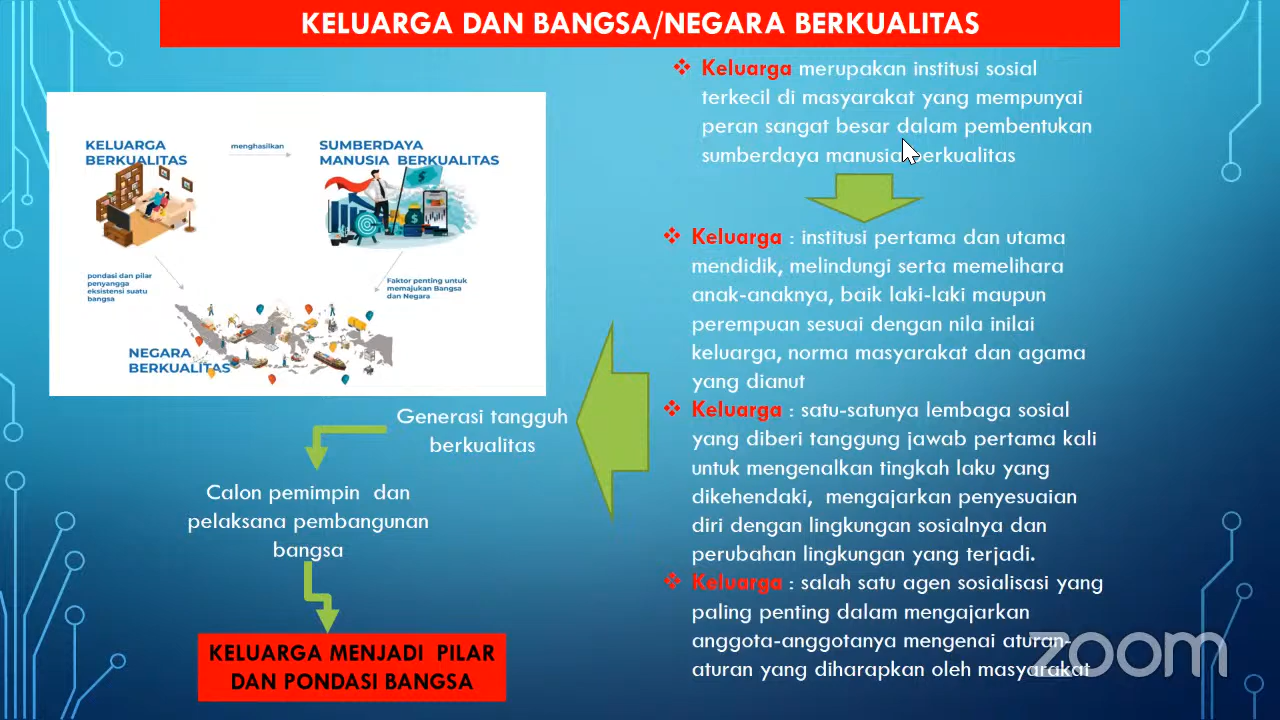 KELUARGA DAN BANGSA/NEGARA BERKUALITAS
KELUARGA
BERKUALITAS
menghasilkan
SUMBERDAYA
MANUSIA BERKUALITAS
pondasi dan pilar
penyangga
eksistensi suatu
bangsa
Faktor penting untuk
memajukan Bangsa
dan Negara
NEGARA
BERKUALITAS
Generasi tangguh
berkualitas
Calon pemimpin dan
pelaksana pembangunan
bangsa
KELUARGA MENJADI PILAR
DAN PONDASI BANGSA
❖ Keluarga merupakan institusi sosial
terkecil di masyarakat yang mempunyai
peran sangat besar dalam pembentukan
sumberdaya manusia berkualitas
❖ Keluarga : institusi pertama dan utama
mendidik, melindungi serta memelihara
anak-anaknya, baik laki-laki maupun
perempuan sesuai dengan nila inilai
keluarga, norma masyarakat dan agama
yang dianut
❖ Keluarga : satu-satunya lembaga sosial
yang diberi tanggung jawab pertama kali
untuk mengenalkan tingkah laku yang
dikehendaki, mengajarkan penyesuaian
diri dengan lingkungan sosialnya dan
perubahan lingkungan yang terjadi.
❖ Keluarga : salah satu agen sosialisasi yang
paling penting dalam mengajarkan
anggota-anggotanya mengenai aturan-
aturan yang diharapkan oleh masyarakat
zoom